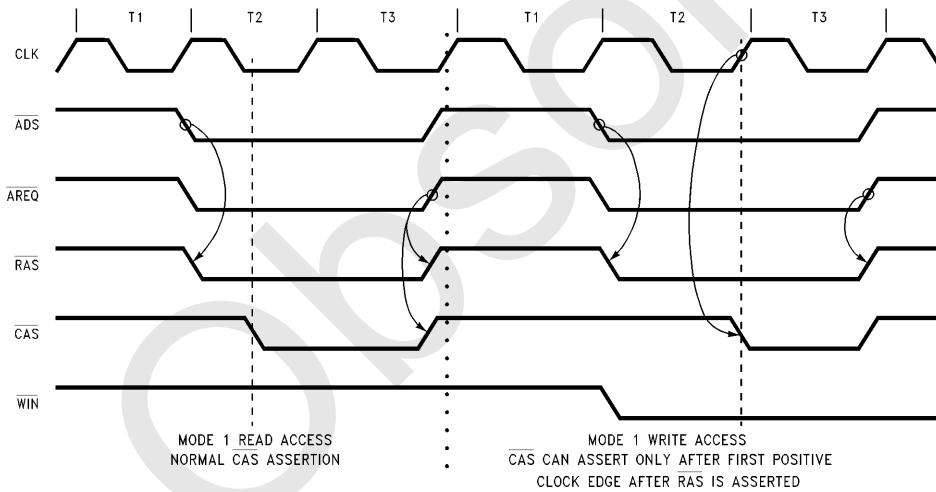 T1 T2 T3 T1 T2 T3
CLK
ADS
AREQ
RAS
CAS
WIN
MODE 1 READ ACCESS
NORMAL CAS ASSERTION
MODE 1 WRITE ACCESS
CAS CAN ASSERT ONLY AFTER FIRST POSITIVE
CLOCK EDGE AFTER RAS IS ASSERTED
Obsol